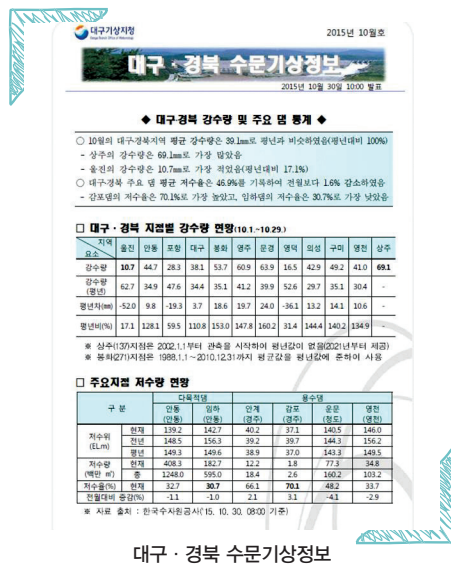 대구기상지청
2015년 10월호
대구 · 경북 수문기상정보
2015년 10월 30일 10:00 발표
◆ 대구·경북 강수량 및 주요 댐 통계 ◆
○ 10월의 대구·경북지역 평균 강수량은 39.1㎜로 평년과 비슷하였음(평년대비 100%)
- 상주의 강수량은 69.1㎜로 가장 많았음
- 울진의 강수량은 10.7㎜로 가장 적었음(평년대비 17.1%)
○ 대구·경북 주요 댐 평균 저수율은 46.9%를 기록하여 전월보다 1.6% 감소하였음
- 감포댐의 저수율은 70.1%로 가장 높았고, 임하댐의 저수율은 30.7%로 가장 낮았음
□ 대구·경북 지점별 강수량 현황(10.1.~10.29.)
지역 요소 울진 안동 포항 대구 봉화 영주 문경 영덕 의성 구미 영천 상주
강수량 10.7 44.7 28.3 38.1 53.7 60.9 63.9 16.5 42.9 49.2 41.0 69.1
강수량 (평년) 62.7 34.9 47.6 34.4 35.1 41.2 39.9 52.6 29.7 35.1 30.4 -
평년차(㎜) -52.0 9.8 -19.3 3.7 18.6 19.7 24.0 -36.1 13.2 14.1 10.6 -
평년비(%) 17.1 128.1 59.5 110.8 153.0 147.8 160.2 31.4 144.4 140.2 134.9 -
※ 상주(137)지점은 2002.1.1부터 관측을 시작하여 평년값이 없음(2021년부터 제공)
※ 봉화(271)지점은 1988.1.1~2010.12.31까지 평균값을 평년값에 준하여 사용
□ 주요지점 저수량 현황
구 분 다목적댐 용수댐
안동 (안동) 임하 (안동) 안계 (경주) 감포 (경주) 운문 (청도) 영천 (영천)
저수위 (EL.m) 현재 139.2 142.7 40.2 37.1 140.5 146.0
전년 148.5 156.3 39.2 39.7 144.3 156.2
평년 149.3 149.6 38.9 37.0 143.3 149.5
저수량 (백만 ㎥) 현재 408.3 182.7 12.2 1.8 77.3 34.8
총 1248.0 595.0 18.4 2.6 160.2 103.2
저수율(%) 현재 32.7 30.7 66.1 70.1 48.2 33.7
전월대비 증감(%) -1.1 -1.0 2.1 3.1 -4.1 -2.9
※ 자료 출처 : 한국수자원공사('15. 10. 30. 08:00 기준)
대구 · 경북 수문기상정보